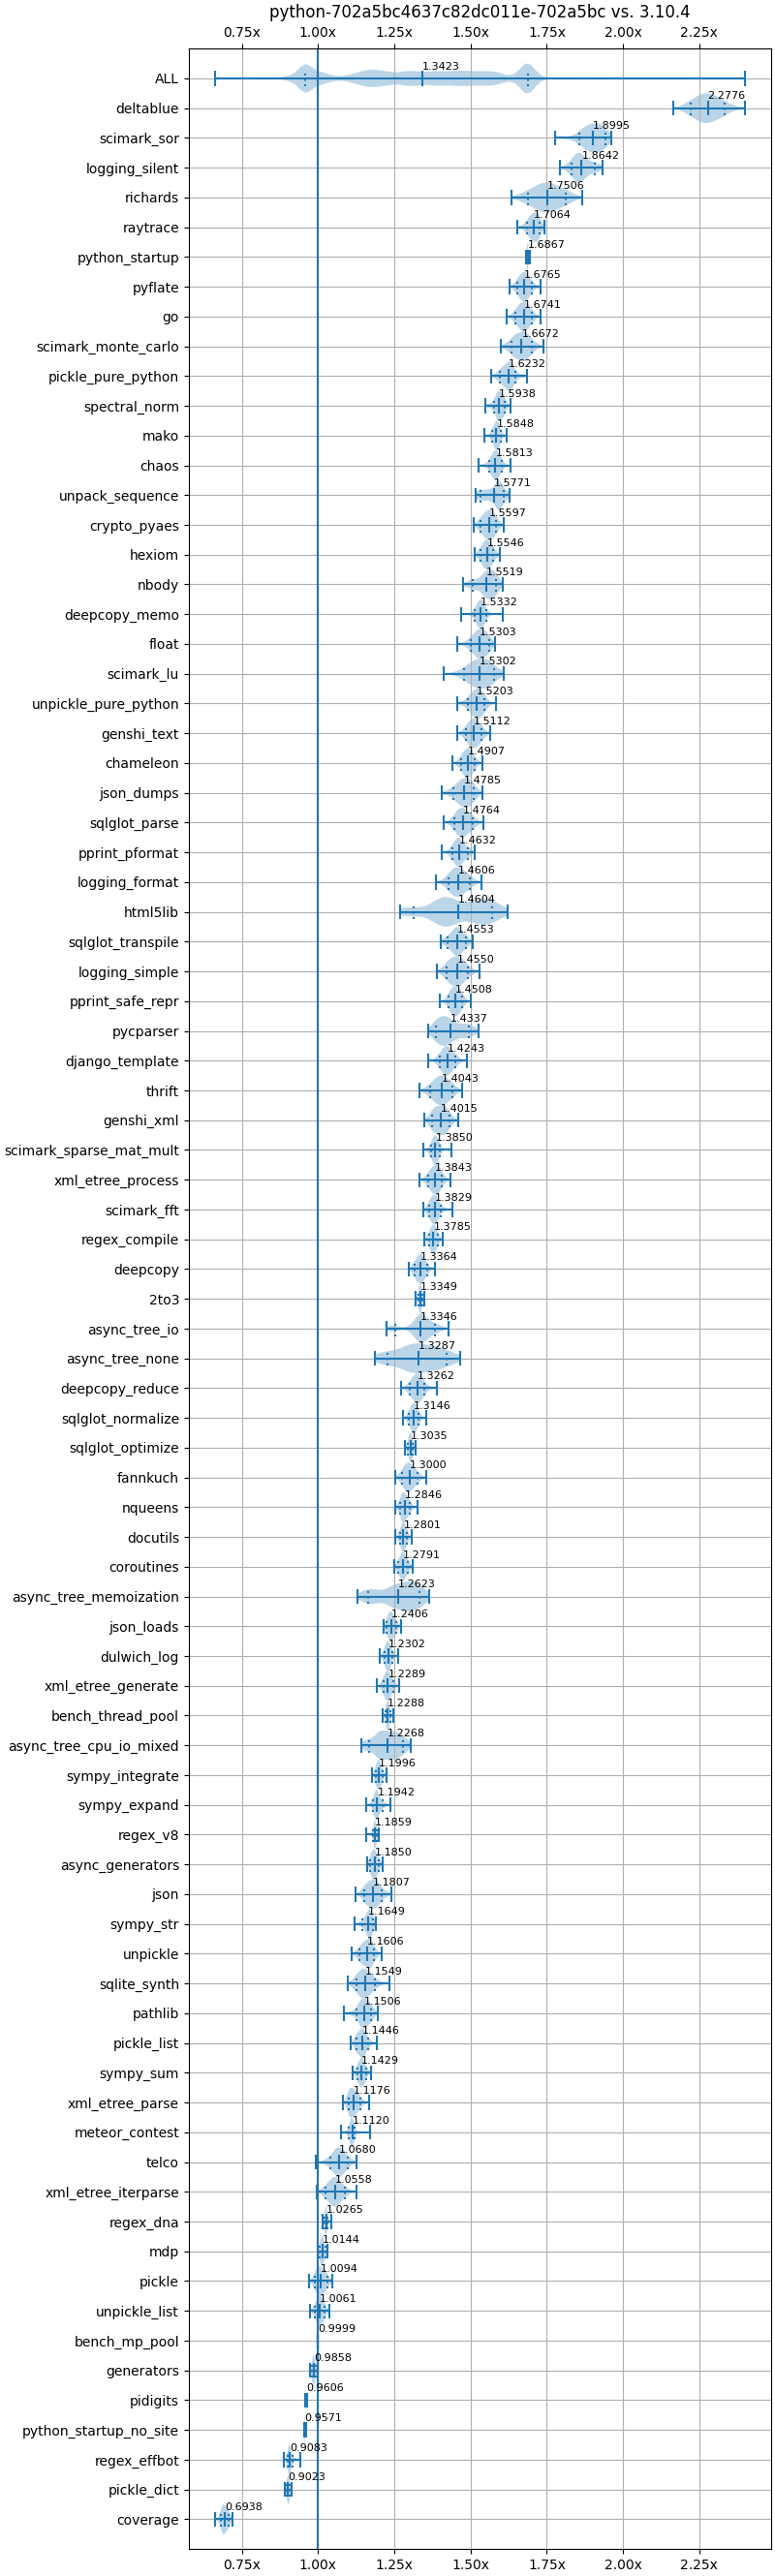 python-702a5bc4637c82dc011e-702a5bc vs. 3.10.4
0.75x 1.00x 1.25x 1.50x 1.75x 2.00x 2.25x
ALL 1.3423
deltablue 2.2776
scimark_sor 1.8995
logging_silent 1.8642
richards 1.7506
raytrace 1.7064
python_startup 1.6867
pyflate 1.6765
go 1.6741
scimark_monte_carlo 1.6672
pickle_pure_python 1.6232
spectral_norm 1.5938
mako 1.5848
chaos 1.5813
unpack_sequence 1.5771
crypto_pyaes 1.5597
hexiom 1.5546
nbody 1.5519
deepcopy_memo 1.5332
float 1.5303
scimark_lu 1.5302
unpickle_pure_python 1.5203
genshi_text 1.5112
chameleon 1.4907
json_dumps 1.4785
sqlglot_parse 1.4764
pprint_pformat 1.4632
logging_format 1.4606
html5lib 1.4604
sqlglot_transpile 1.4553
logging_simple 1.4550
pprint_safe_repr 1.4508
pycparser 1.4337
django_template 1.4243
thrift 1.4043
genshi_xml 1.4015
scimark_sparse_mat_mult 1.3850
xml_etree_process 1.3843
scimark_fft 1.3829
regex_compile 1.3785
deepcopy 1.3364
2to3 1.3349
async_tree_io 1.3346
async_tree_none 1.3287
deepcopy_reduce 1.3262
sqlglot_normalize 1.3146
sqlglot_optimize 1.3035
fannkuch 1.3000
nqueens 1.2846
docutils 1.2801
coroutines 1.2791
async_tree_memoization 1.2623
json_loads 1.2406
dulwich_log 1.2302
xml_etree_generate 1.2289
bench_thread_pool 1.2288
async_tree_cpu_io_mixed 1.2268
sympy_integrate 1.1996
sympy_expand 1.1942
regex_v8 1.1859
async_generators 1.1850
json 1.1807
sympy_str 1.1649
unpickle 1.1606
sqlite_synth 1.1549
pathlib 1.1506
pickle_list 1.1446
sympy_sum 1.1429
xml_etree_parse 1.1176
meteor_contest 1.1120
telco 1.0680
xml_etree_iterparse 1.0558
regex_dna 1.0265
mdp 1.0144
pickle 1.0094
unpickle_list 1.0061
bench_mp_pool 0.9999
generators 0.9858
pidigits 0.9606
python_startup_no_site 0.9571
regex_effbot 0.9083
pickle_dict 0.9023
coverage 0.6938
0.75x 1.00x 1.25x 1.50x 1.75x 2.00x 2.25x